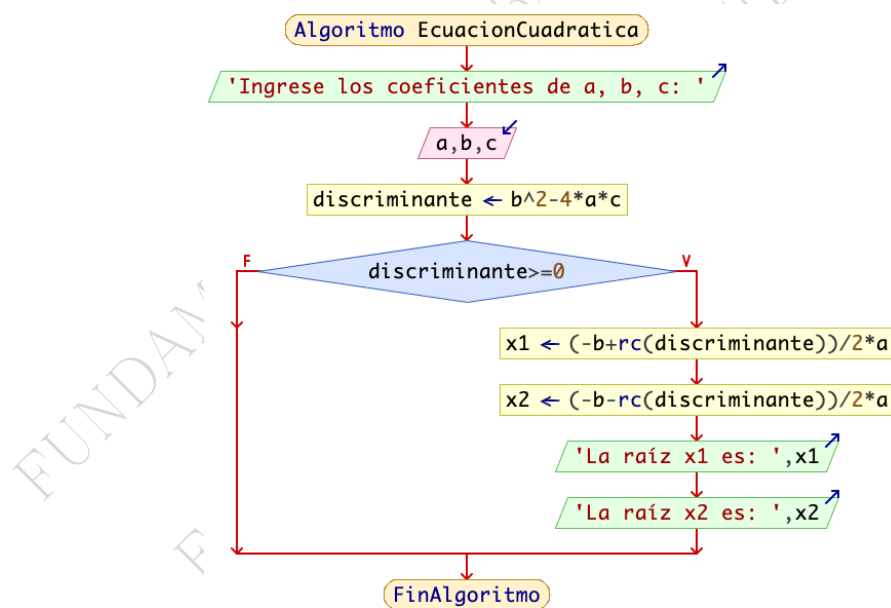 Algoritmo EcuacionCuadratica
'Ingrese los coeficientes de a, b, c: '
a,b,c
discriminante ← b^2-4*a*c
F
discriminante>=0
V
x1 ← (-b+rc(discriminante))/2*a
x2 ← (-b-rc(discriminante))/2*a
'La raíz x1 es: ',x1
'La raíz x2 es: ',x2
FinAlgoritmo
FUNDAM
F